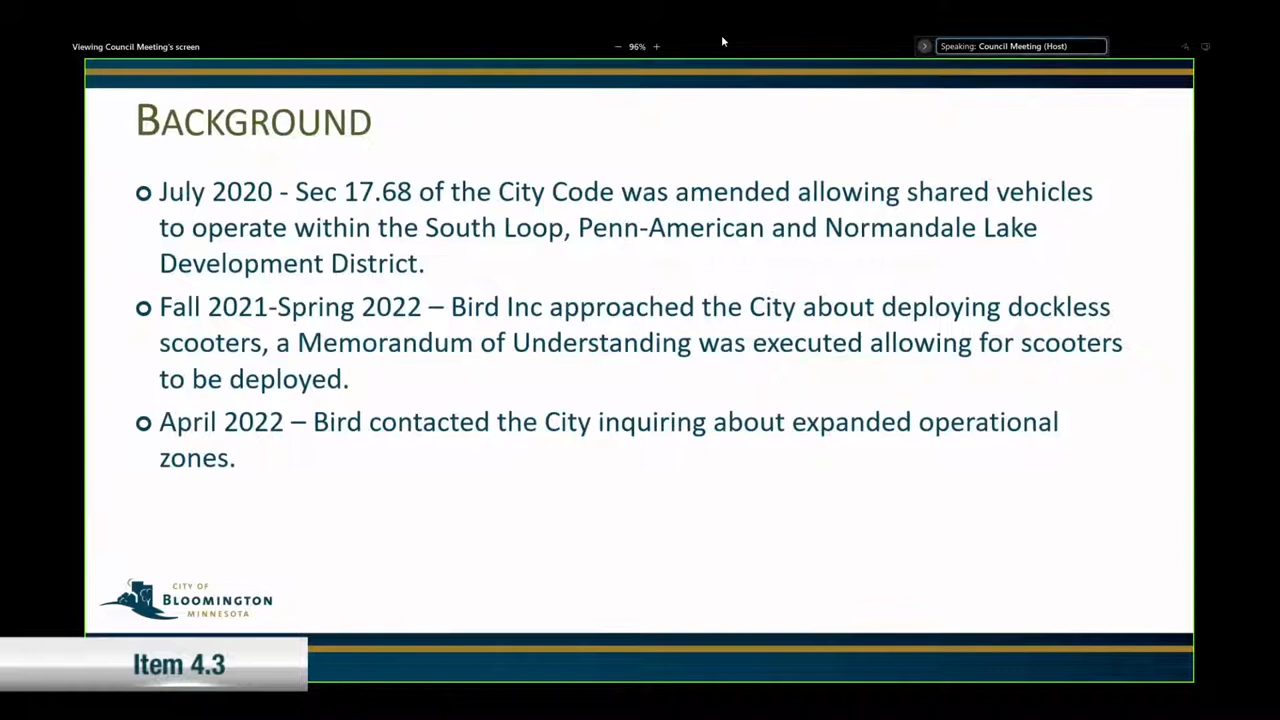 Viewing Council Meeting's screen
96%
Speaking: Council Meeting (Host)
BACKGROUND
July 2020 - Sec 17.68 of the City Code was amended allowing shared vehicles
to operate within the South Loop, Penn-American and Normandale Lake
Development District.
Fall 2021-Spring 2022 – Bird Inc approached the City about deploying dockless
scooters, a Memorandum of Understanding was executed allowing for scooters
to be deployed.
April 2022 – Bird contacted the City inquiring about expanded operational
zones.
CITY OF
BLOOMINGTON
MINNESOTA
Item 4.3